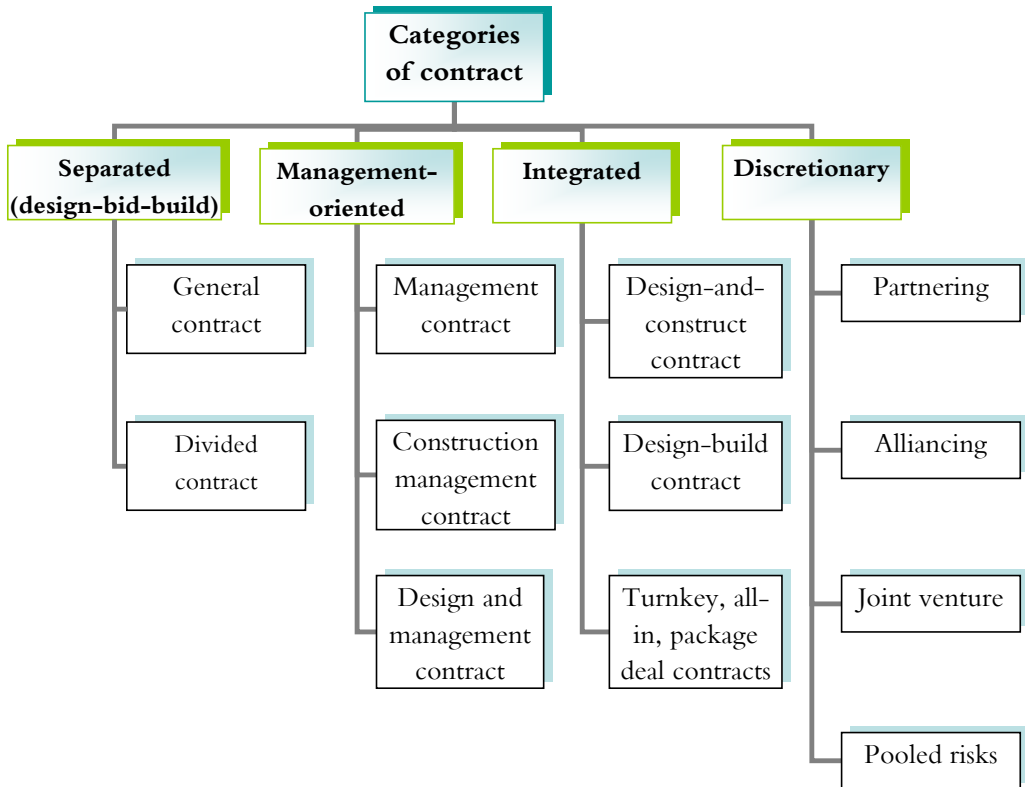 Categories
of contract
Separated
(design-bid-build)
General
contract
Divided
contract
Management-
oriented
Management
contract
Construction
management
contract
Design and
management
contract
Integrated
Design-and-
construct
contract
Design-build
contract
Turnkey, all-
in, package
deal contracts
Discretionary
Partnering
Alliancing
Joint venture
Pooled risks